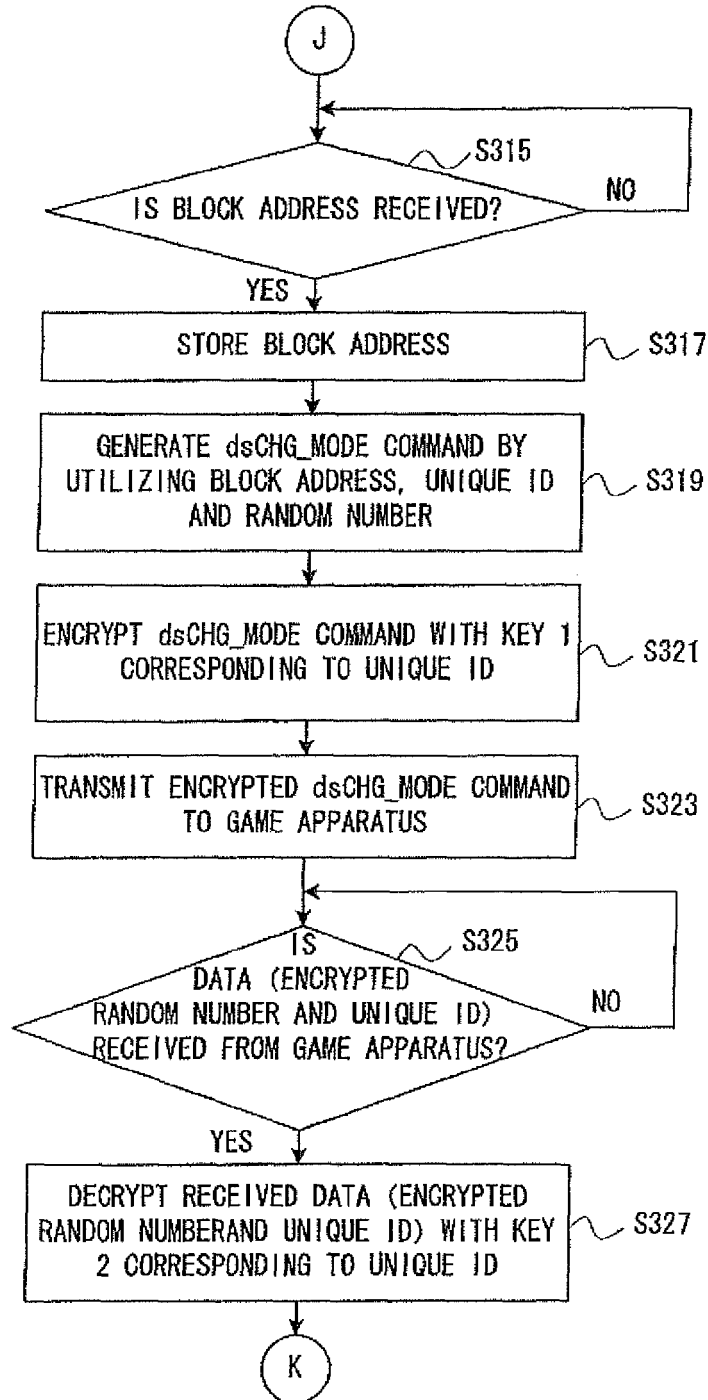 J
S315
IS BLOCK ADDRESS RECEIVED?
NO
YES
STORE BLOCK ADDRESS
S317
GENERATE dsCHG_MODE COMMAND BY
UTILIZING BLOCK ADDRESS, UNIQUE ID
AND RANDOM NUMBER
S319
ENCRYPT dsCHG_MODE COMMAND WITH KEY 1
CORRESPONDING TO UNIQUE ID
S321
TRANSMIT ENCRYPTED dsCHG_MODE COMMAND
TO GAME APPARATUS
S323
IS
DATA (ENCRYPTED
RANDOM NUMBER AND UNIQUE ID)
RECEIVED FROM GAME APPARATUS?
S325
NO
YES
DECRYPT RECEIVED DATA (ENCRYPTED
RANDOM NUMBERAND UNIQUE ID) WITH KEY
2 CORRESPONDING TO UNIQUE ID
S327
K